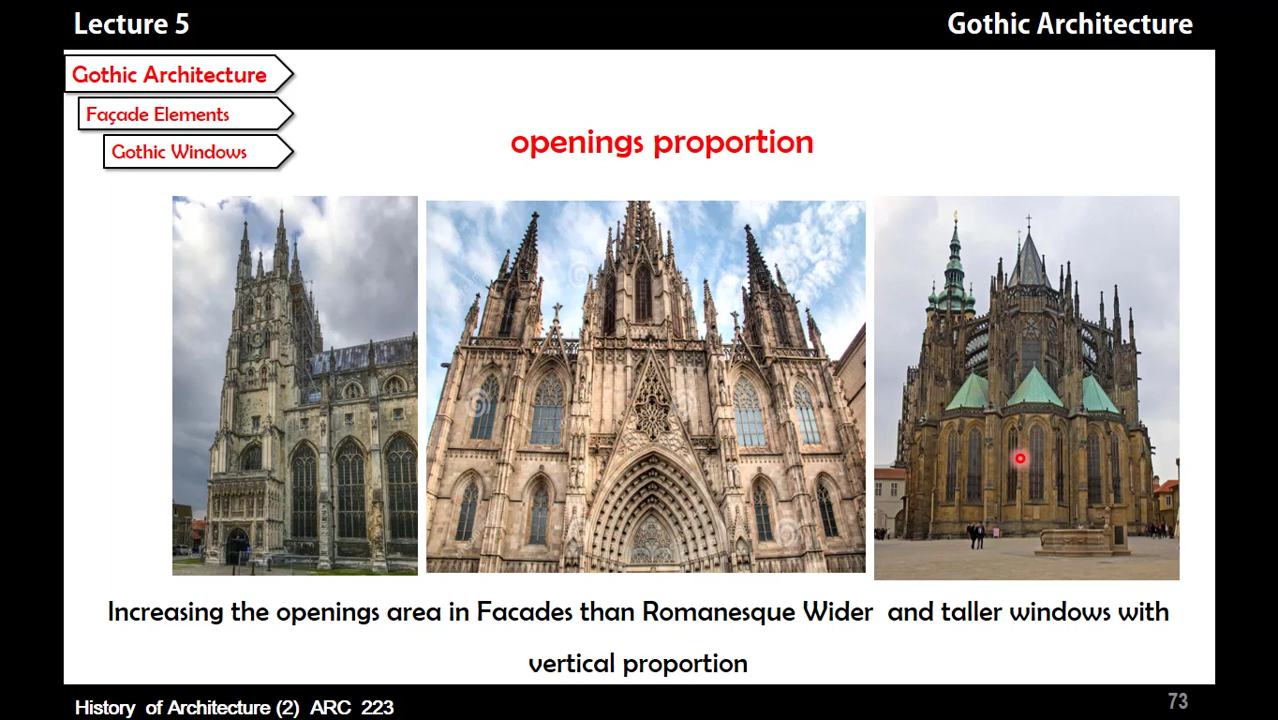 Lecture 5
Gothic Architecture
Gothic Architecture
Façade Elements
Gothic Windows
openings proportion
Increasing the openings area in Facades than Romanesque Wider and taller windows with
vertical proportion
History of Architecture (2) ARC 223
73